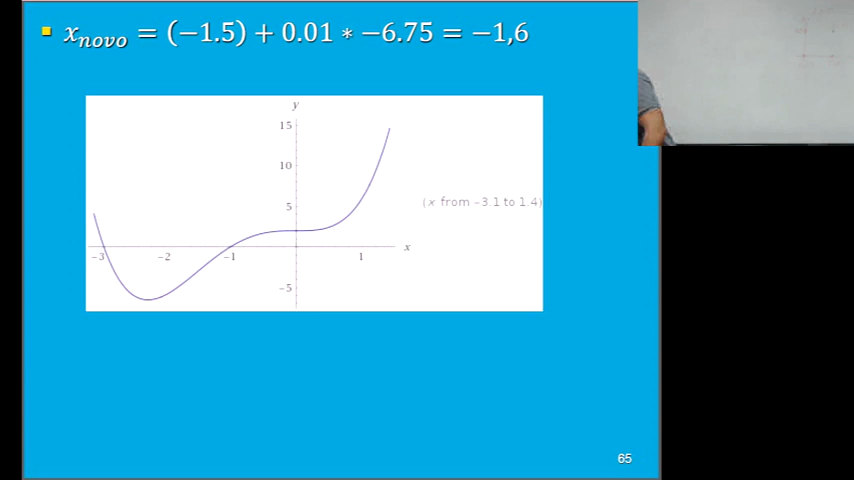 x_novo = (−1.5) + 0.01 ∗ −6.75 = −1,6
y
15
10
5
(x from −3.1 to 1.4)
−3 −2 −1 1 x
−5
65